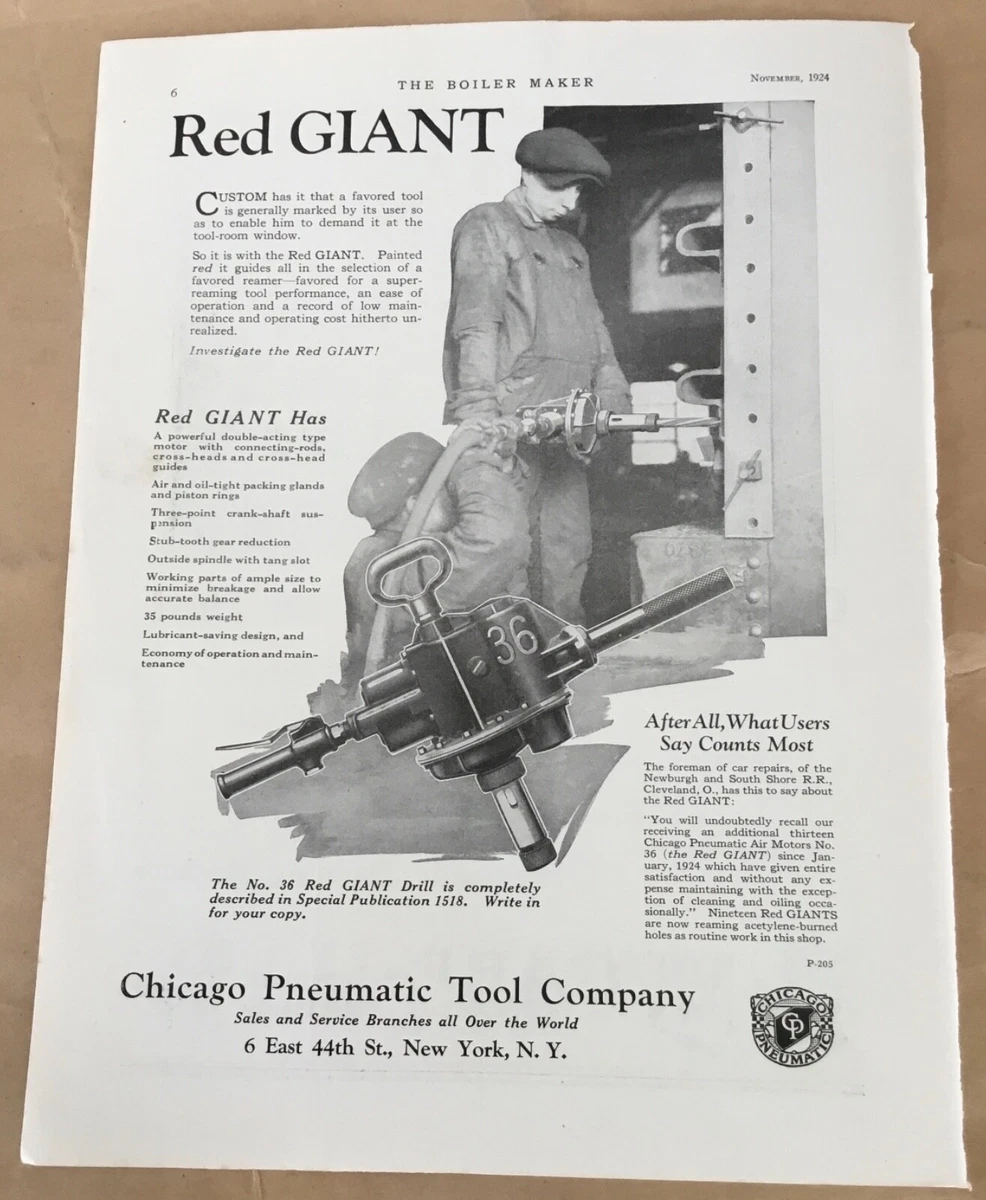 6
THE BOILER MAKER
NOVEMBER, 1924
Red GIANT
CUSTOM has it that a favored tool
is generally marked by its user so
as to enable him to demand it at the
tool-room window.
So it is with the Red GIANT. Painted
red it guides all in the selection of a
favored reamer—favored for a super-
reaming tool performance, an ease of
operation and a record of low main-
tenance and operating cost hitherto un-
realized.
Investigate the Red GIANT!
Red GIANT Has
A powerful double-acting type
motor with connecting-rods,
cross-heads and cross-head
guides
Air and oil-tight packing glands
and piston rings
Three-point crank-shaft sus-
pension
Stub-tooth gear reduction
Outside spindle with tang slot
Working parts of ample size to
minimize breakage and allow
accurate balance
35 pounds weight
Lubricant-saving design, and
Economy of operation and main-
tenance
36
After All, What Users
Say Counts Most
The foreman of car repairs, of the
Newburgh and South Shore R.R.,
Cleveland, O., has this to say about
the Red GIANT:
"You will undoubtedly recall our
receiving an additional thirteen
Chicago Pneumatic Air Motors No.
36 (the Red GIANT) since Jan-
uary, 1924 which have given entire
satisfaction and without any ex-
pense maintaining with the excep-
tion of cleaning and oiling occa-
sionally." Nineteen Red GIANTS
are now reaming acetylene-burned
holes as routine work in this shop.
P-205
The No. 36 Red GIANT Drill is completely
described in Special Publication 1518. Write in
for your copy.
Chicago Pneumatic Tool Company
Sales and Service Branches all Over the World
6 East 44th St., New York, N. Y.
CHICAGO
CP
PNEUMATIC